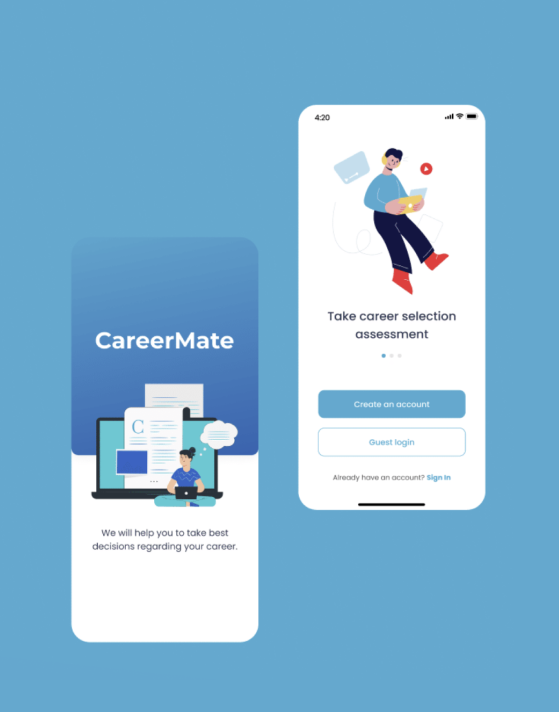 CareerMate
C
We will help you to take best
decisions regarding your career.
4:20
Take career selection
assessment
Create an account
Guest login
Already have an account? Sign In